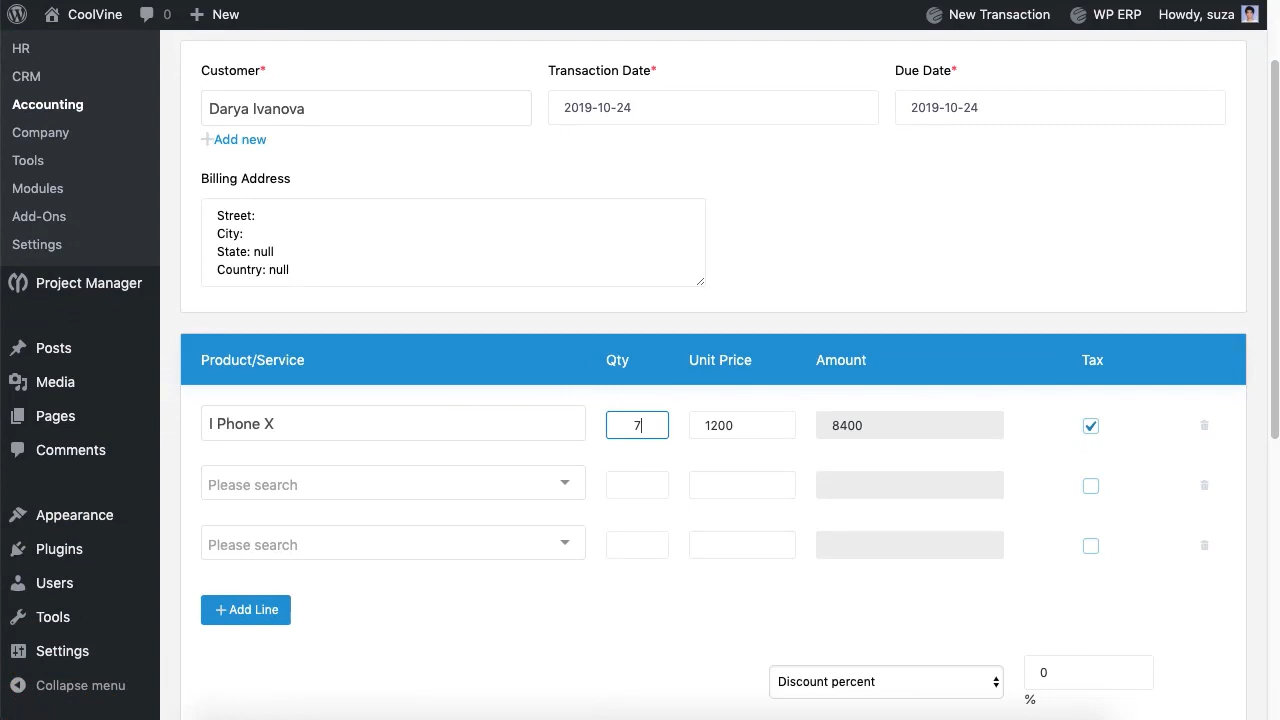 CoolVine 0 New New Transaction WP ERP Howdy, suza
HR
CRM
Accounting
Company
Tools
Modules
Add-Ons
Settings
Project Manager
Posts
Media
Pages
Comments
Appearance
Plugins
Users
Tools
Settings
Collapse menu
Customer* Transaction Date* Due Date*
Darya Ivanova 2019-10-24 2019-10-24
+Add new
Billing Address
Street:
City:
State: null
Country: null
Product/Service Qty Unit Price Amount Tax
I Phone X 7 1200 8400
Please search
Please search
+ Add Line
Discount percent 0
%